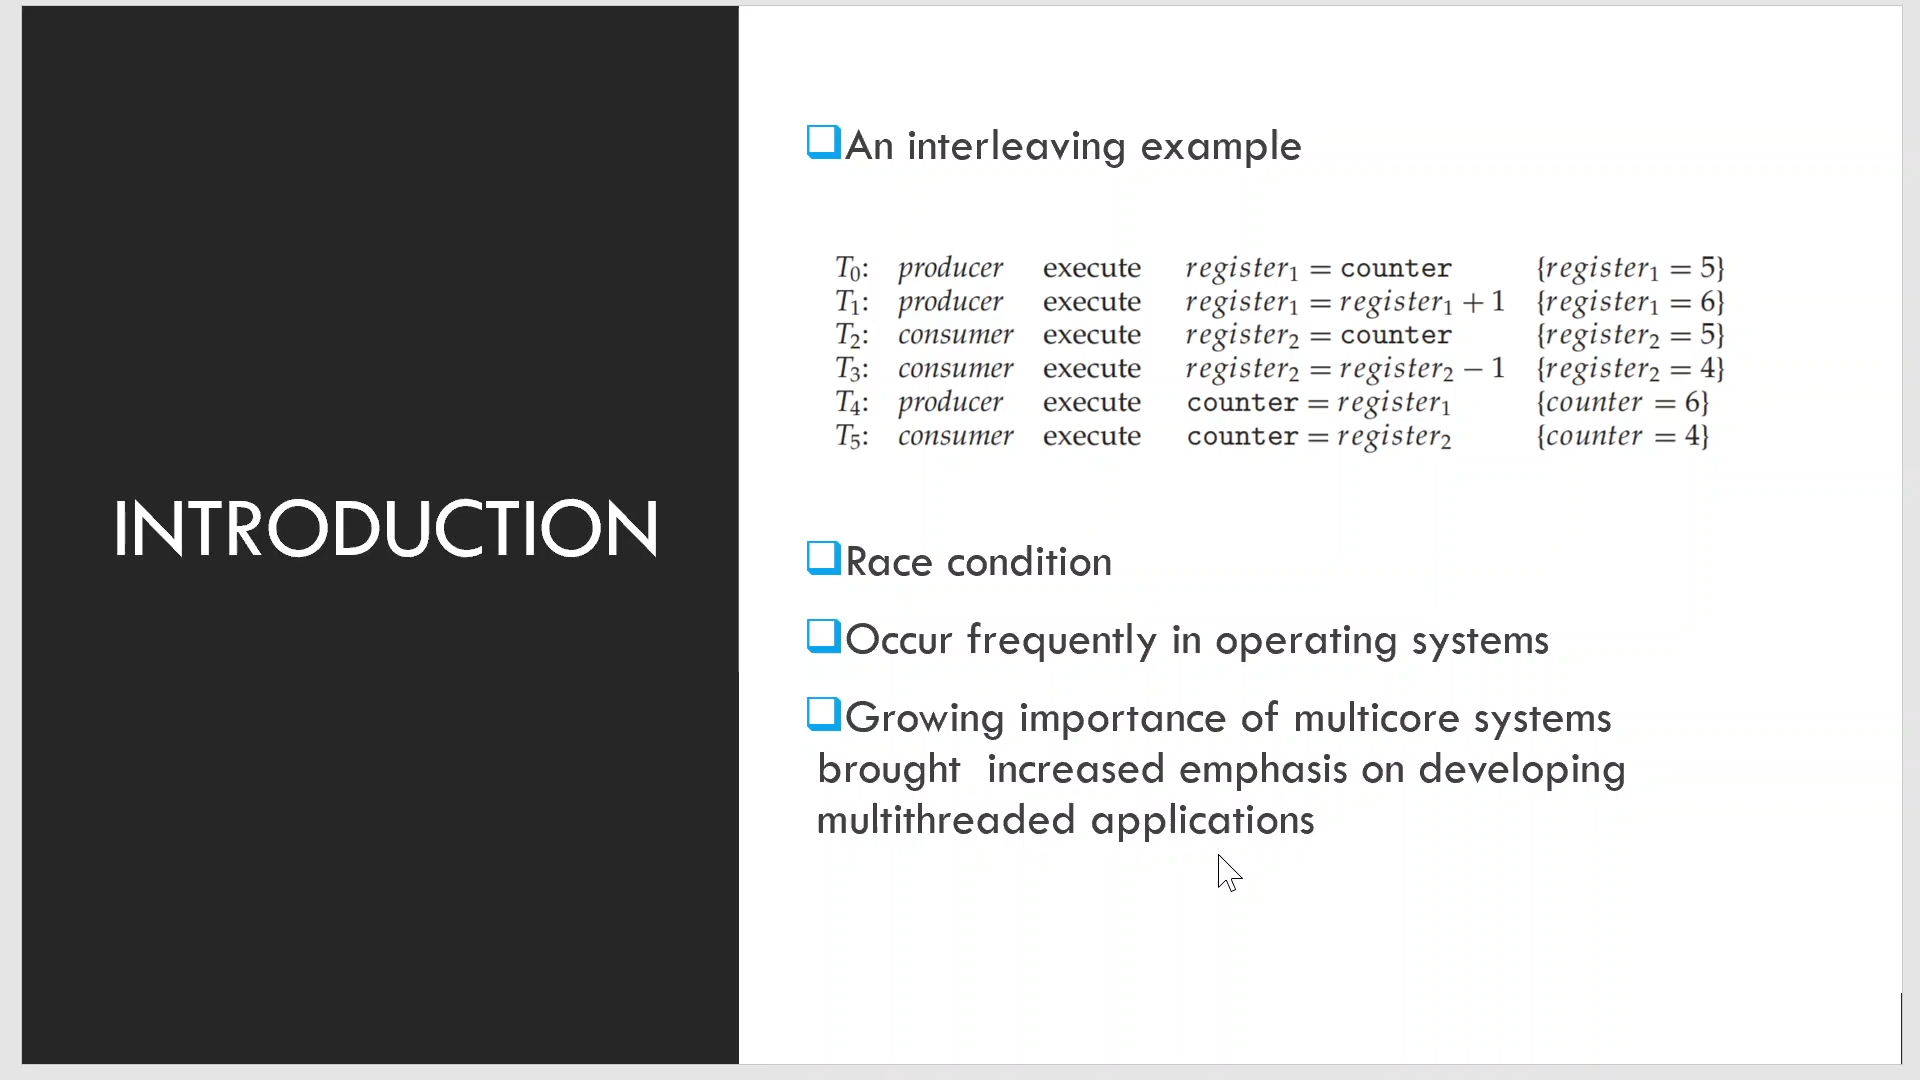 INTRODUCTION
An interleaving example
T₀: producer execute register₁ = counter {register₁ = 5}
T₁: producer execute register₁ = register₁ + 1 {register₁ = 6}
T₂: consumer execute register₂ = counter {register₂ = 5}
T₃: consumer execute register₂ = register₂ − 1 {register₂ = 4}
T₄: producer execute counter = register₁ {counter = 6}
T₅: consumer execute counter = register₂ {counter = 4}
Race condition
Occur frequently in operating systems
Growing importance of multicore systems
brought increased emphasis on developing
multithreaded applications